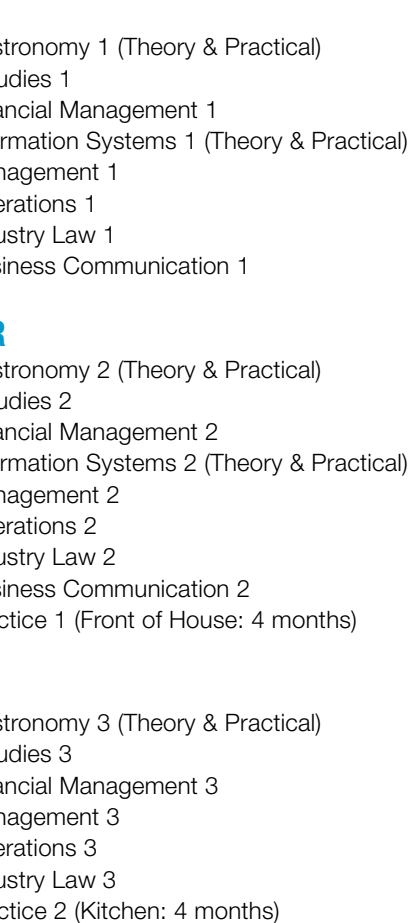 stronomy 1 (Theory & Practical)
udies 1
ancial Management 1
rmation Systems 1 (Theory & Practical)
nagement 1
erations 1
ustry Law 1
siness Communication 1
R
stronomy 2 (Theory & Practical)
udies 2
ancial Management 2
rmation Systems 2 (Theory & Practical)
nagement 2
erations 2
ustry Law 2
siness Communication 2
ctice 1 (Front of House: 4 months)
stronomy 3 (Theory & Practical)
udies 3
ancial Management 3
nagement 3
erations 3
ustry Law 3
ctice 2 (Kitchen: 4 months)